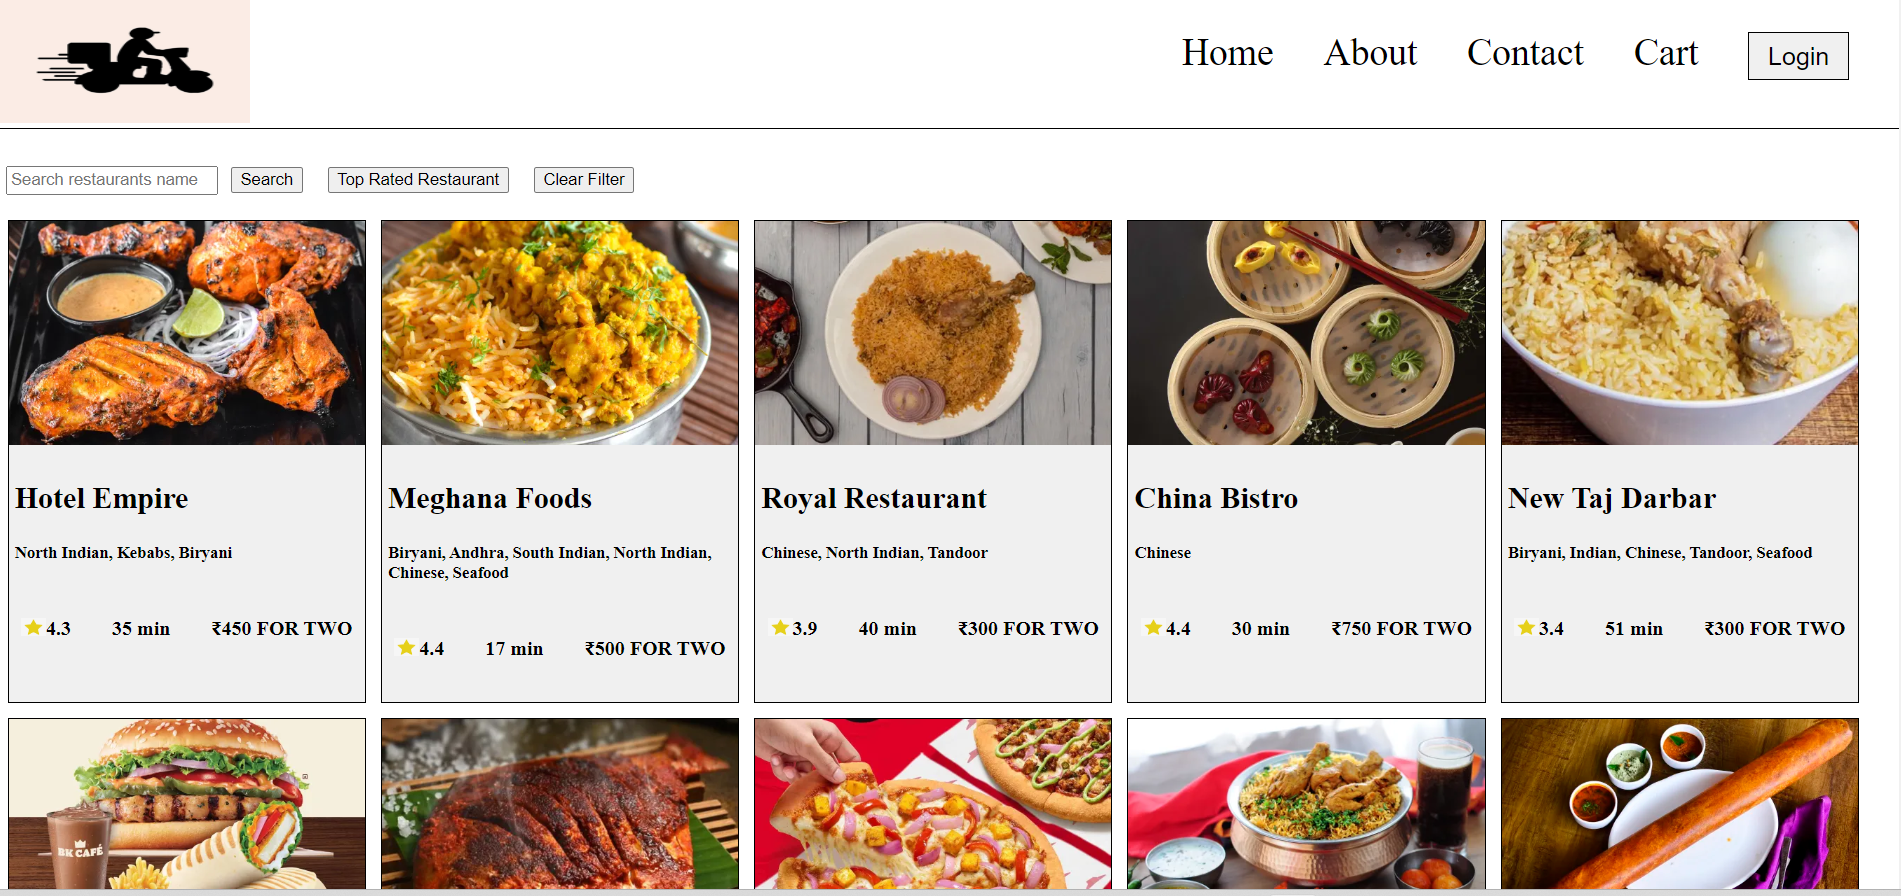 Home About Contact Cart Login
Search restaurants name Search Top Rated Restaurant Clear Filter
Hotel Empire
North Indian, Kebabs, Biryani
4.3 35 min ₹450 FOR TWO
Meghana Foods
Biryani, Andhra, South Indian, North Indian,
Chinese, Seafood
4.4 17 min ₹500 FOR TWO
Royal Restaurant
Chinese, North Indian, Tandoor
3.9 40 min ₹300 FOR TWO
China Bistro
Chinese
4.4 30 min ₹750 FOR TWO
New Taj Darbar
Biryani, Indian, Chinese, Tandoor, Seafood
3.4 51 min ₹300 FOR TWO
BK CAFÉ